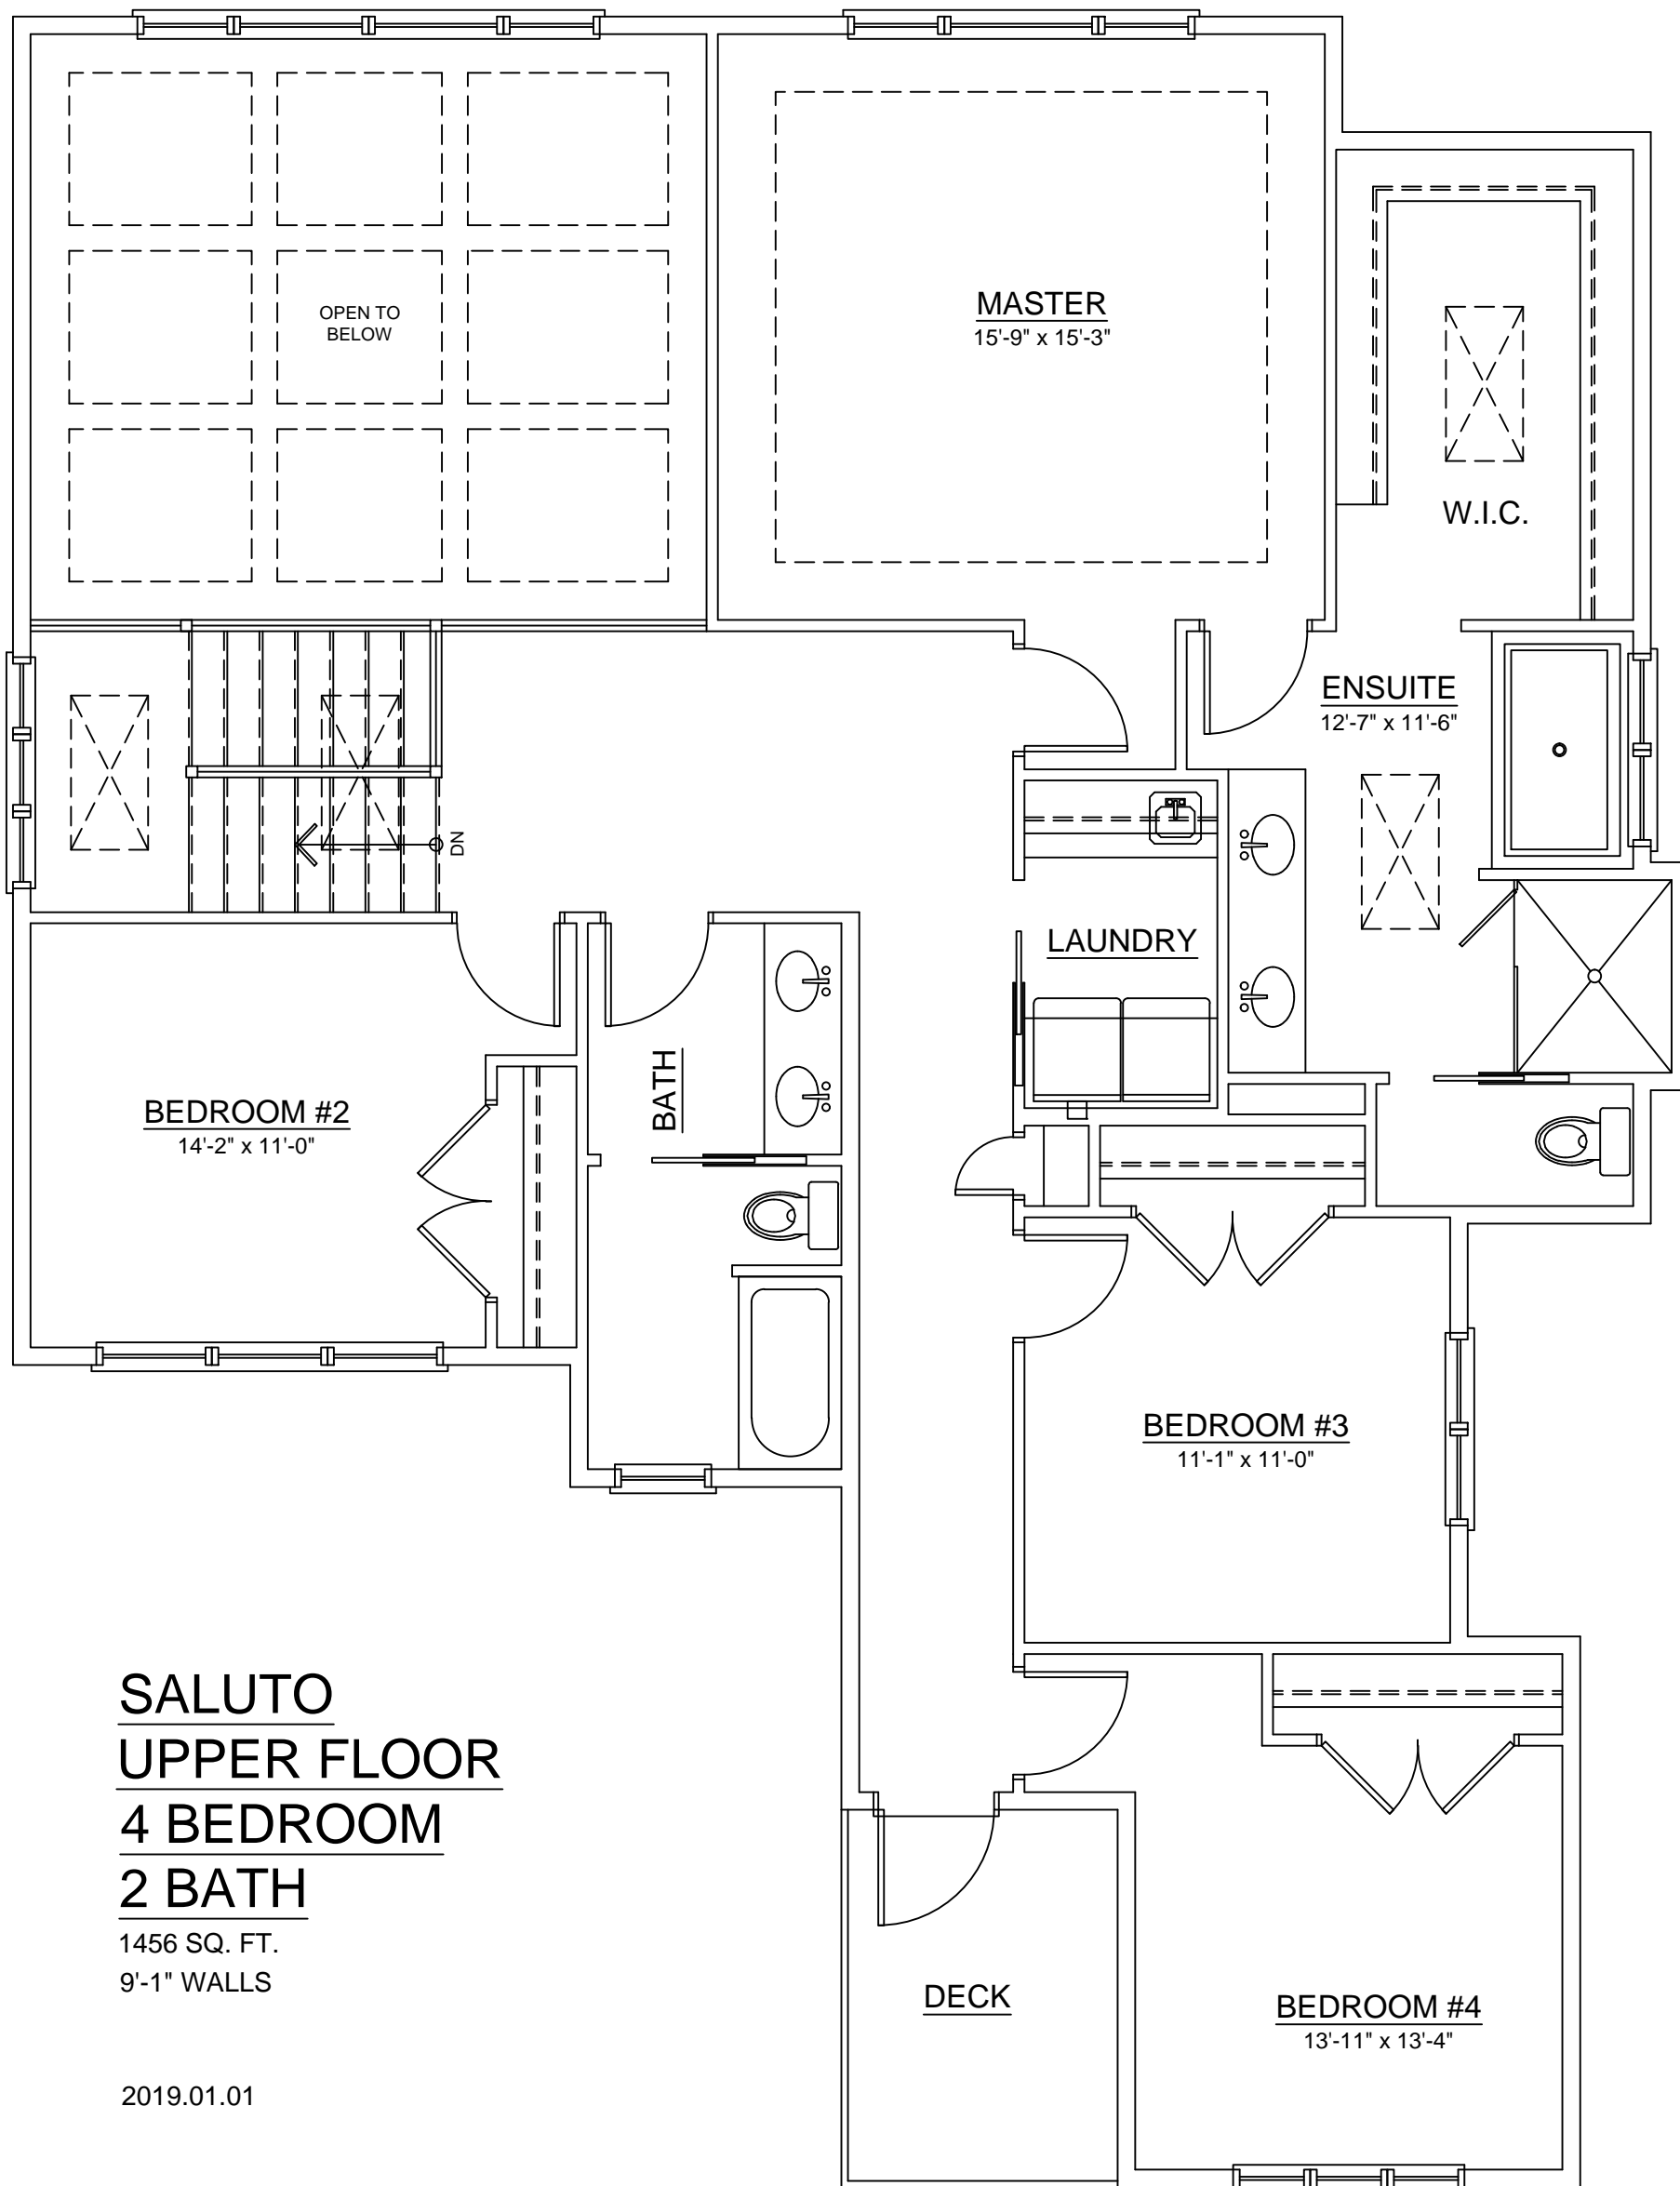 OPEN TO
BELOW
MASTER
15'-9" x 15'-3"
W.I.C.
ENSUITE
12'-7" x 11'-6"
DN
LAUNDRY
BATH
BEDROOM #2
14'-2" x 11'-0"
BEDROOM #3
11'-1" x 11'-0"
SALUTO
UPPER FLOOR
4 BEDROOM
2 BATH
1456 SQ. FT.
9'-1" WALLS
2019.01.01
DECK
BEDROOM #4
13'-11" x 13'-4"